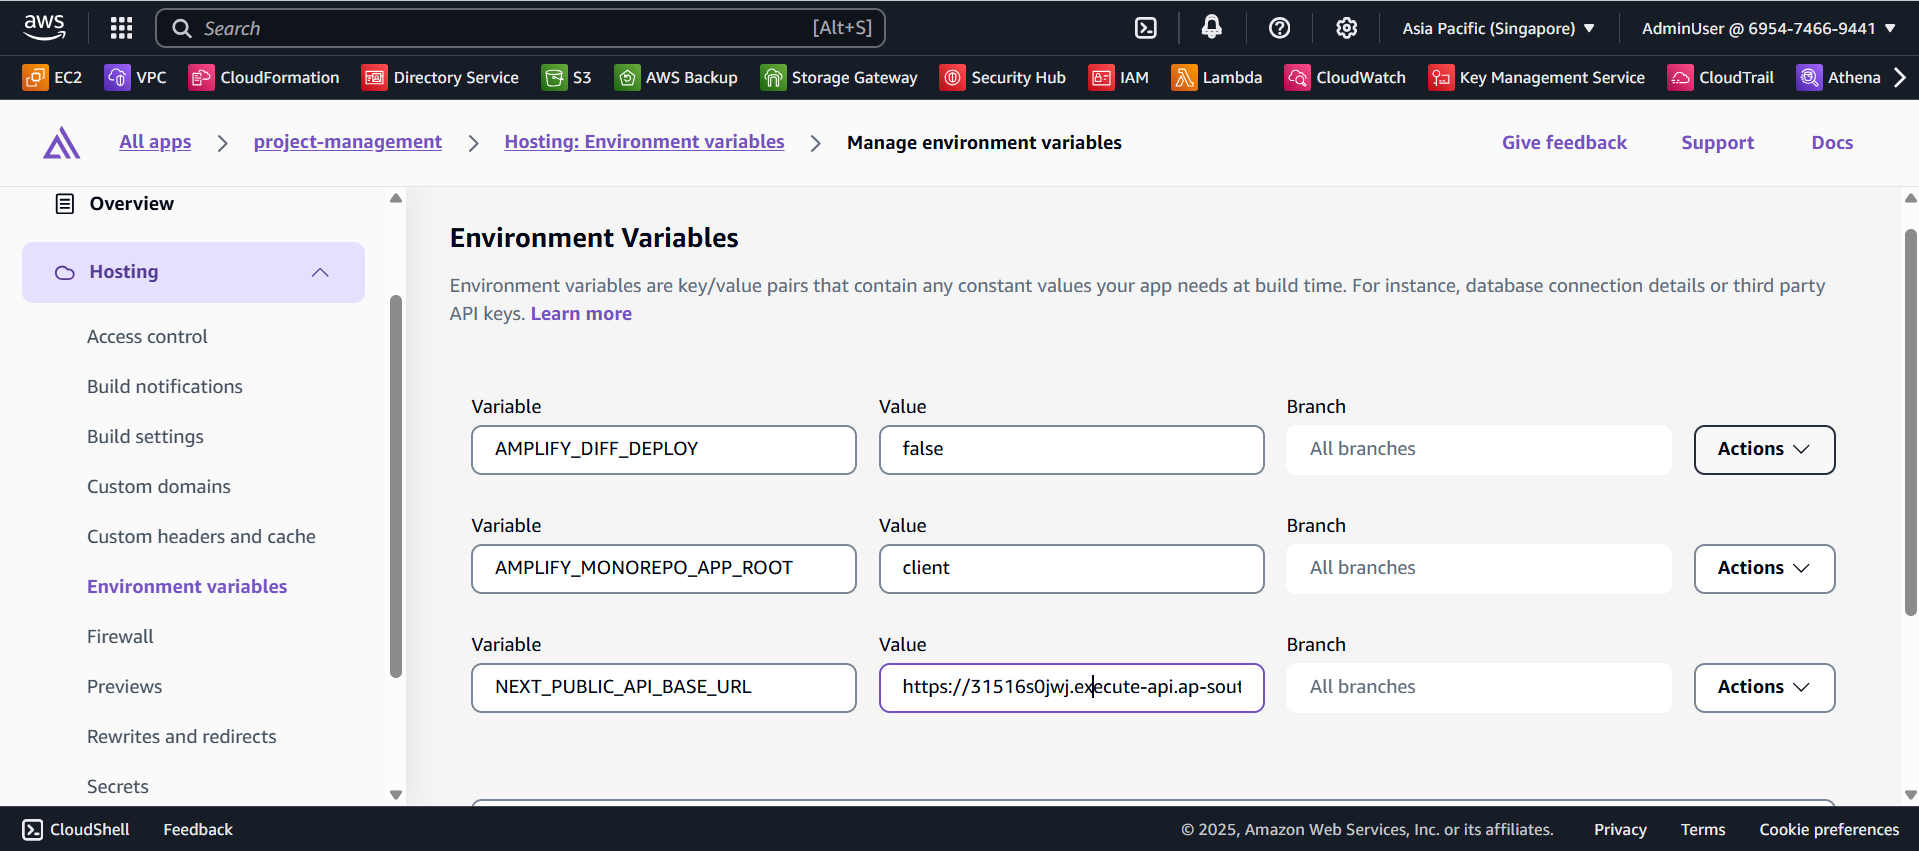 aws
Search [Alt+S]
Asia Pacific (Singapore)
AdminUser @ 6954-7466-9441
EC2
VPC
CloudFormation
Directory Service
S3
AWS Backup
Storage Gateway
Security Hub
IAM
Lambda
CloudWatch
Key Management Service
CloudTrail
Athena
All apps
project-management
Hosting: Environment variables
Manage environment variables
Give feedback
Support
Docs
Overview
Hosting
Access control
Build notifications
Build settings
Custom domains
Custom headers and cache
Environment variables
Firewall
Previews
Rewrites and redirects
Secrets
Environment Variables
Environment variables are key/value pairs that contain any constant values your app needs at build time. For instance, database connection details or third party
API keys. Learn more
Variable Value Branch
AMPLIFY_DIFF_DEPLOY false All branches Actions
Variable Value Branch
AMPLIFY_MONOREPO_APP_ROOT client All branches Actions
Variable Value Branch
NEXT_PUBLIC_API_BASE_URL https://31516s0jwj.execute-api.ap-sout All branches Actions
CloudShell
Feedback
© 2025, Amazon Web Services, Inc. or its affiliates.
Privacy
Terms
Cookie preferences